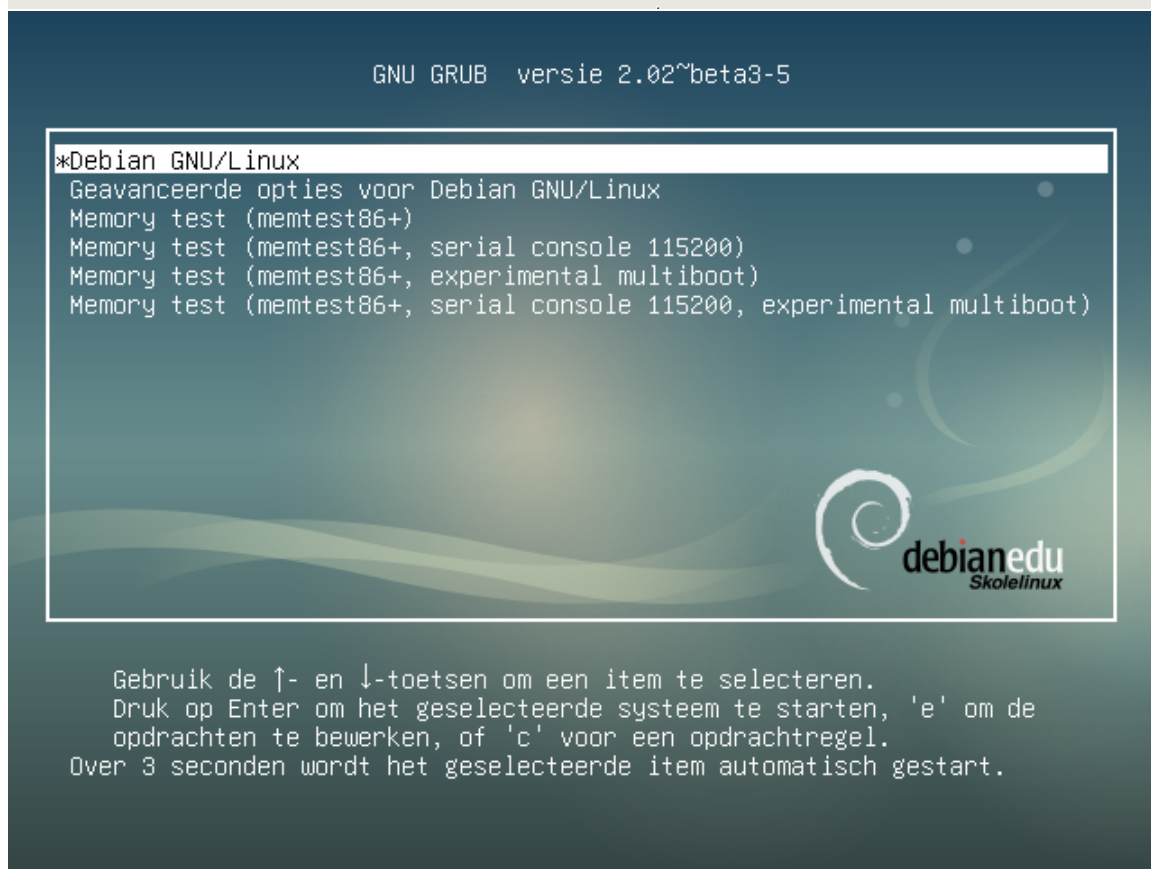 GNU GRUB  versie 2.02~beta3-5
*Debian GNU/Linux
Geavanceerde opties voor Debian GNU/Linux
Memory test (memtest86+)
Memory test (memtest86+, serial console 115200)
Memory test (memtest86+, experimental multiboot)
Memory test (memtest86+, serial console 115200, experimental multiboot)
debianedu
Skolelinux
Gebruik de ↑- en ↓-toetsen om een item te selecteren.
Druk op Enter om het geselecteerde systeem te starten, 'e' om de
opdrachten te bewerken, of 'c' voor een opdrachtregel.
Over 3 seconden wordt het geselecteerde item automatisch gestart.